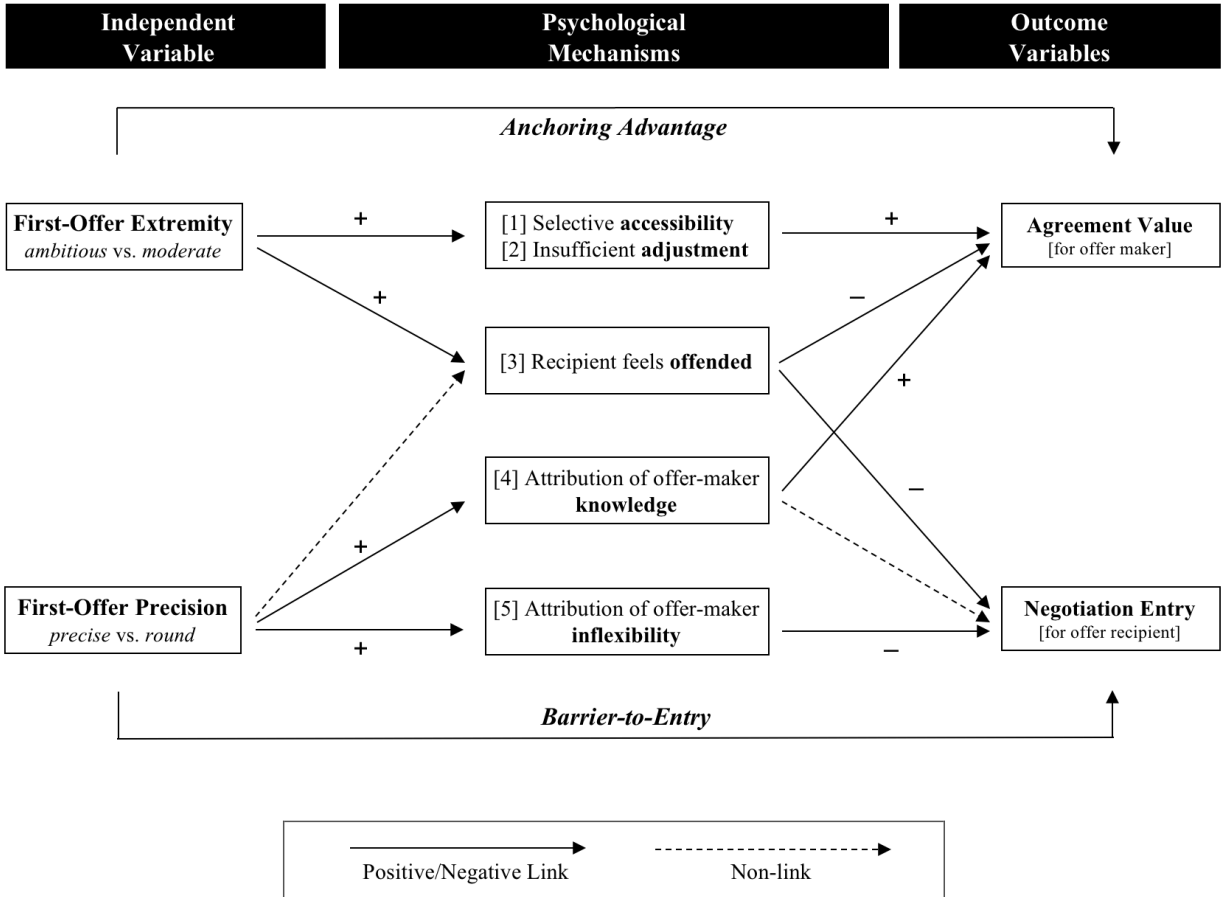 Independent
Variable
Psychological
Mechanisms
Outcome
Variables
Anchoring Advantage
First-Offer Extremity
ambitious vs. moderate
+
[1] Selective accessibility
[2] Insufficient adjustment
+
Agreement Value
[for offer maker]
+
–
[3] Recipient feels offended
+
[4] Attribution of offer-maker
knowledge
–
+
First-Offer Precision
precise vs. round
+
[5] Attribution of offer-maker
inflexibility
–
Negotiation Entry
[for offer recipient]
Barrier-to-Entry
Positive/Negative Link
Non-link